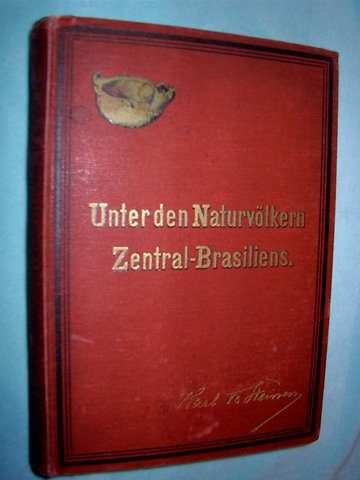 Unter den Naturvölkern
Zentral-Brasiliens.
Karl v. d. Steinen